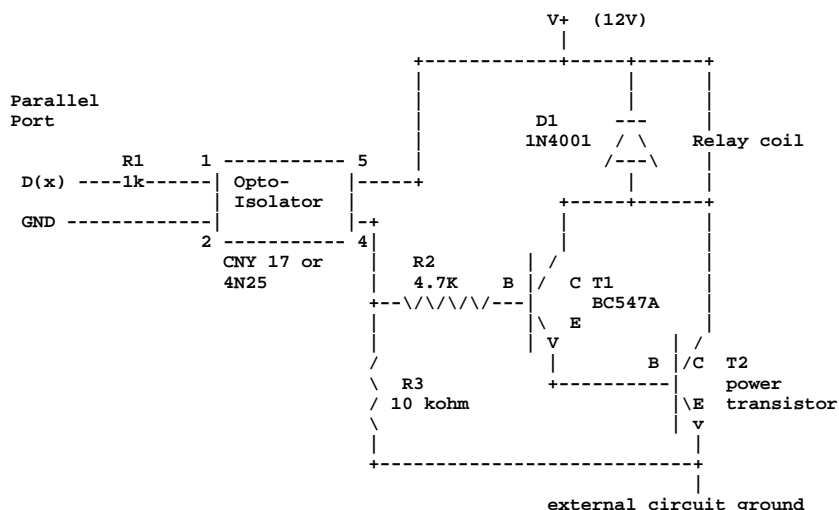 V+ (12V)
Parallel
Port
D1
1N4001
Relay coil
R1
1
5
D(x)
1k
Opto-
Isolator
GND
2
4
CNY 17 or
4N25
R2
4.7K
B
C T1
BC547A
E
R3
10 kohm
B
C T2
power
E transistor
external circuit ground